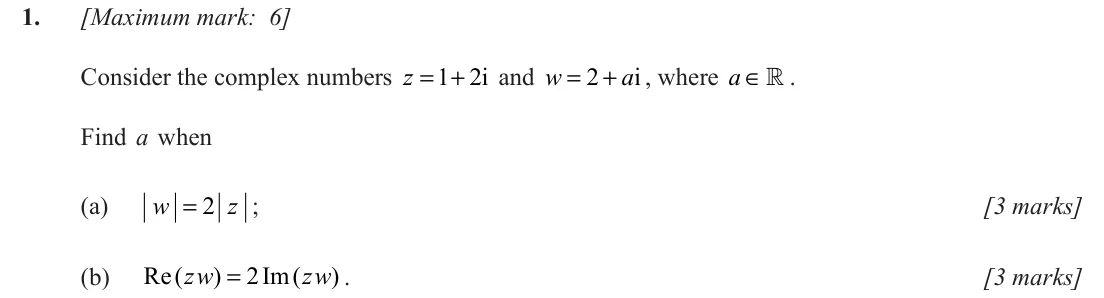 1. [Maximum mark: 6]
Consider the complex numbers z = 1 + 2i and w = 2 + ai, where a ∈ ℝ.
Find a when
(a) |w| = 2|z|; [3 marks]
(b) Re(zw) = 2 Im(zw). [3 marks]